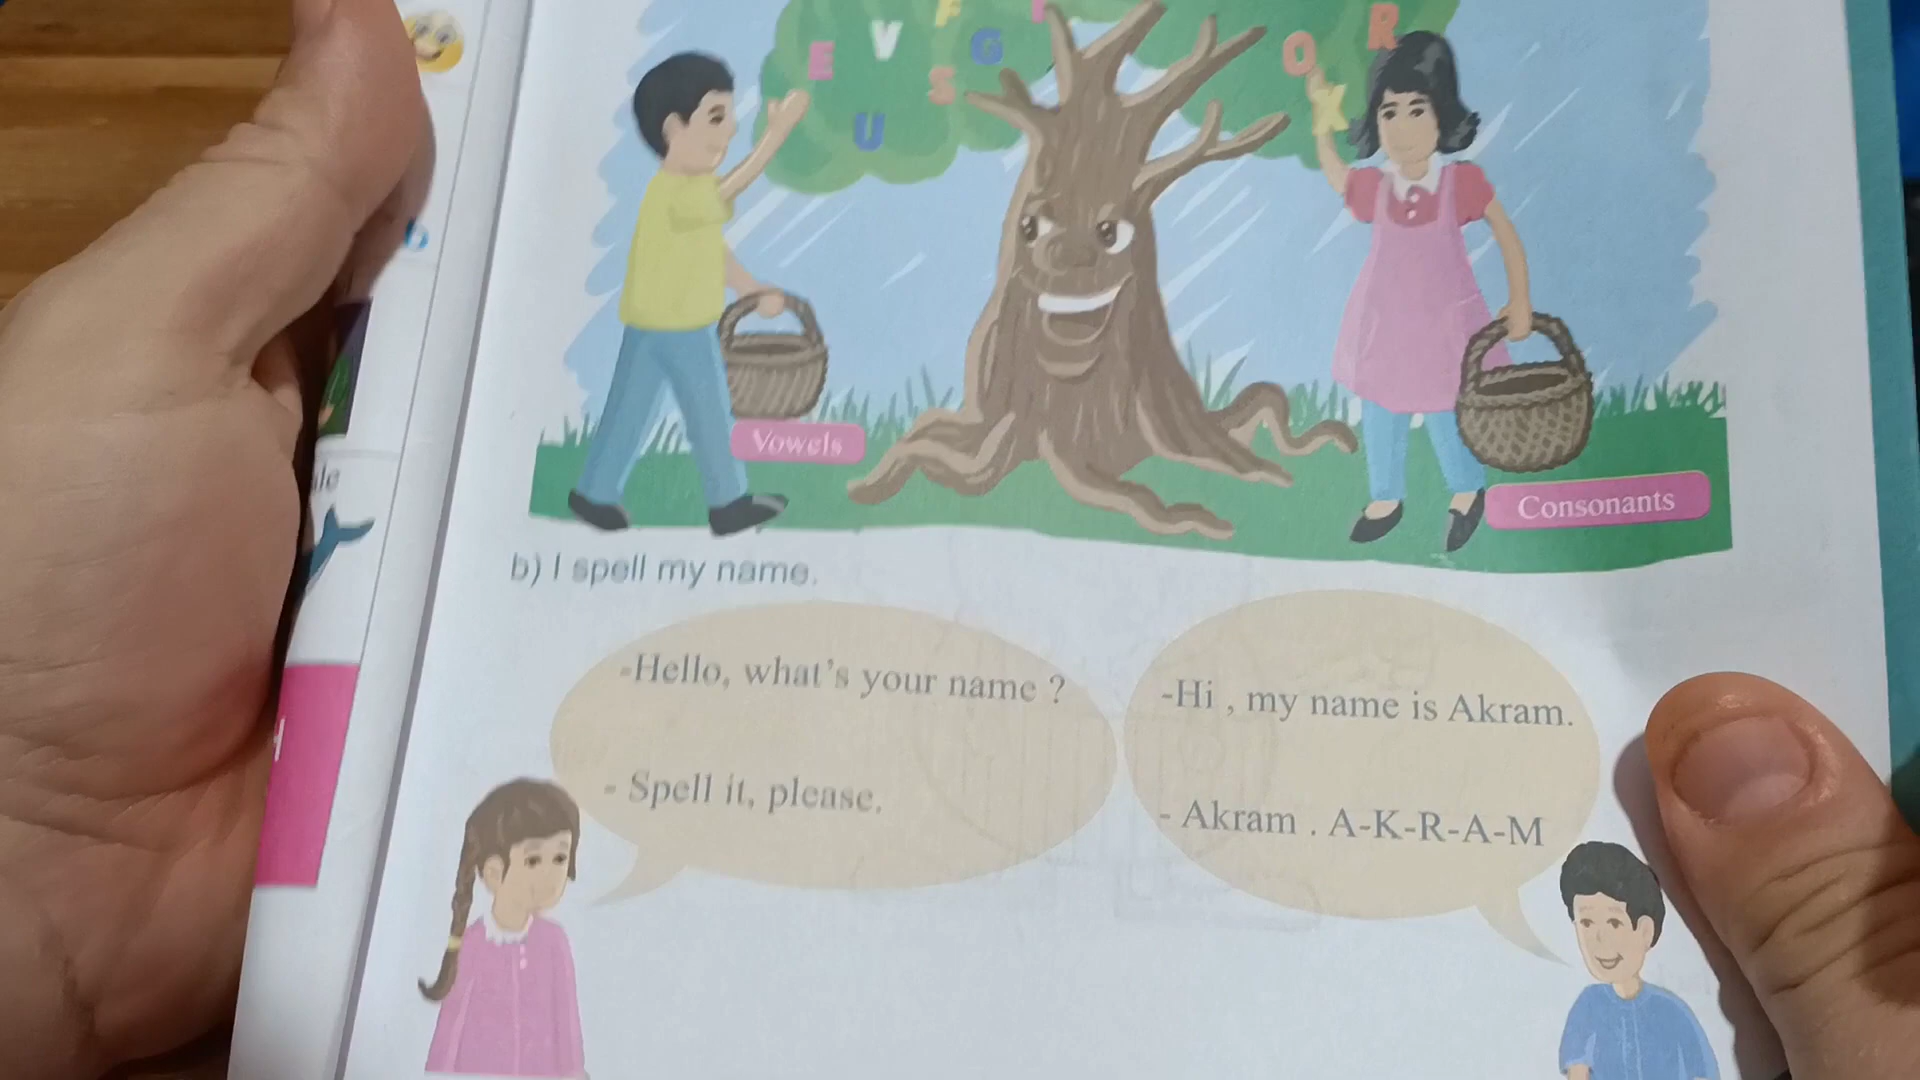 F
E V G
S
U
O R
X
Vowels
Consonants
b) I spell my name.
-Hello, what's your name ?
- Spell it, please.
-Hi , my name is Akram.
- Akram . A-K-R-A-M